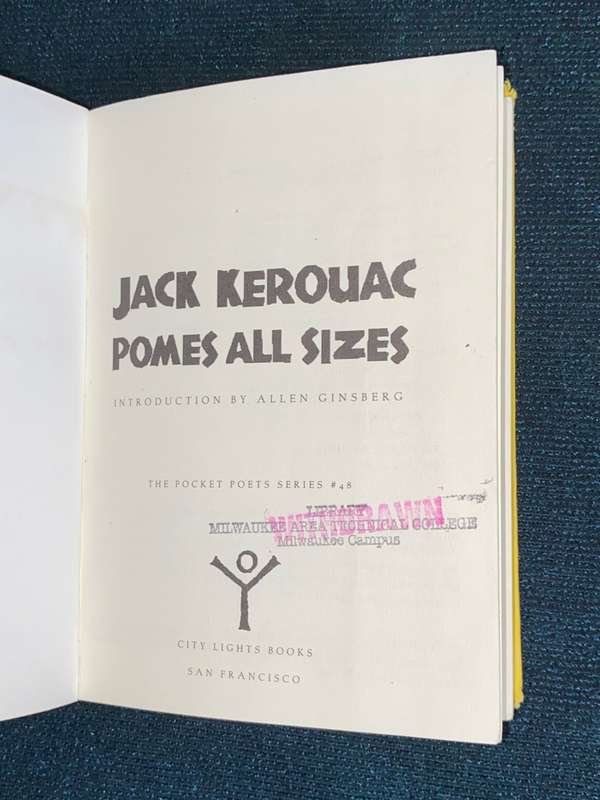 JACK KEROUAC
POMES ALL SIZES
INTRODUCTION BY ALLEN GINSBERG
THE POCKET POETS SERIES #48
LIBRARY
WITHDRAWN
MILWAUKEE AREA TECHNICAL COLLEGE
Milwaukee Campus
CITY LIGHTS BOOKS
SAN FRANCISCO